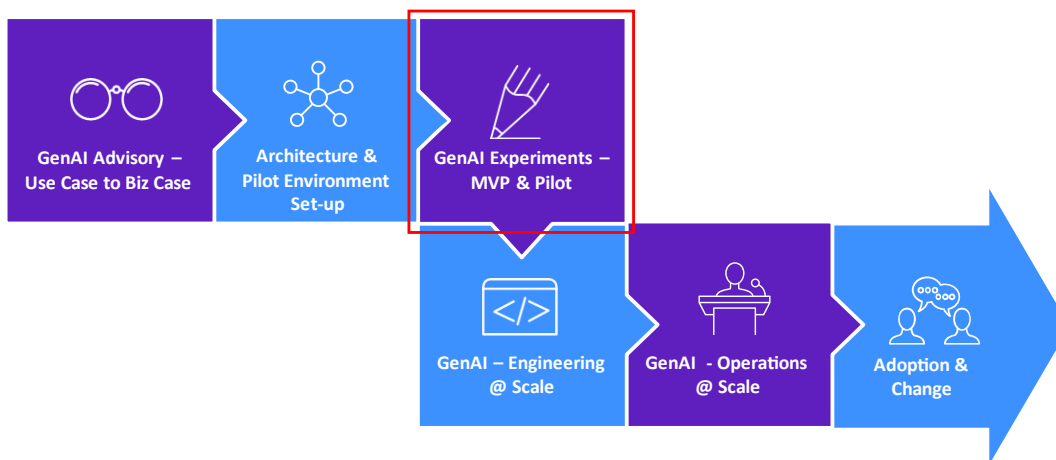 GenAI Advisory –
Use Case to Biz Case
Architecture &
Pilot Environment
Set-up
GenAI Experiments –
MVP & Pilot
</>
GenAI – Engineering
@ Scale
GenAI - Operations
@ Scale
Adoption &
Change